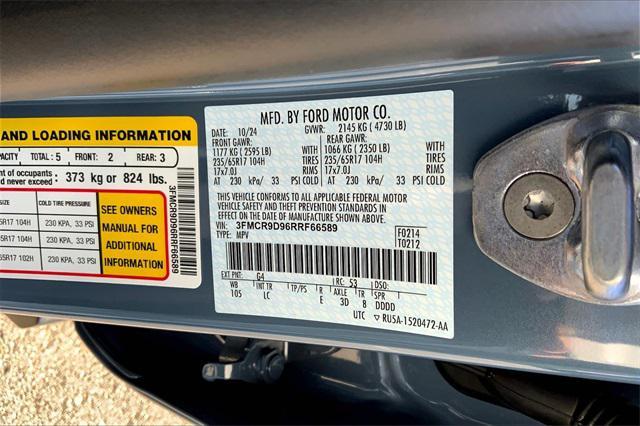 AND LOADING INFORMATION
PACITY TOTAL: 5 FRONT: 2 REAR: 3
of occupants
never exceed 373 kg or 824 lbs.
COLD TIRE PRESSURE
230 KPA, 33 PSI
5R17 104H 230 KPA, 33 PSI
5R17 102H 230 KPA, 33 PSI
SEE OWNERS
MANUAL FOR
ADDITIONAL
INFORMATION
3FMCR9D96RRF66589
MFD. BY FORD MOTOR CO.
DATE: 10/24 GVWR: 2145 KG ( 4730 LB)
FRONT GAWR: REAR GAWR:
1177 KG ( 2595 LB) WITH 1066 KG ( 2350 LB) WITH
235/65R17 104H TIRES 235/65R17 104H TIRES
17x7.0J RIMS 17x7.0J RIMS
AT 230 kPa/ 33 PSI COLD AT 230 kPa/ 33 PSI COLD
THIS VEHICLE CONFORMS TO ALL APPLICABLE FEDERAL MOTOR
VEHICLE SAFETY AND THEFT PREVENTION STANDARDS IN EFFECT ON
THE DATE OF MANUFACTURE SHOWN ABOVE.
VIN: 3FMCR9D96RRF66589
TYPE: MPV
F0214
T0212
EXT PNT: G4 RC: 53 DSO:
WB INT TR TP/PS R AXLE TR SPR
105 LC E 3D B DDDD
UTC ▽ RU5A-1520472-AA